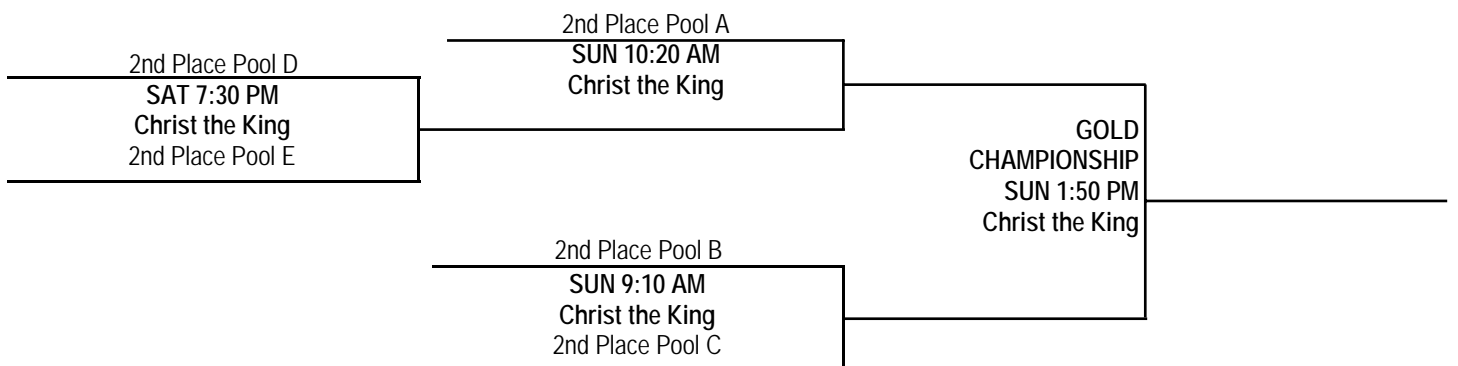 2nd Place Pool A
SUN 10:20 AM
Christ the King
2nd Place Pool D
SAT 7:30 PM
Christ the King
2nd Place Pool E
GOLD
CHAMPIONSHIP
SUN 1:50 PM
Christ the King
2nd Place Pool B
SUN 9:10 AM
Christ the King
2nd Place Pool C